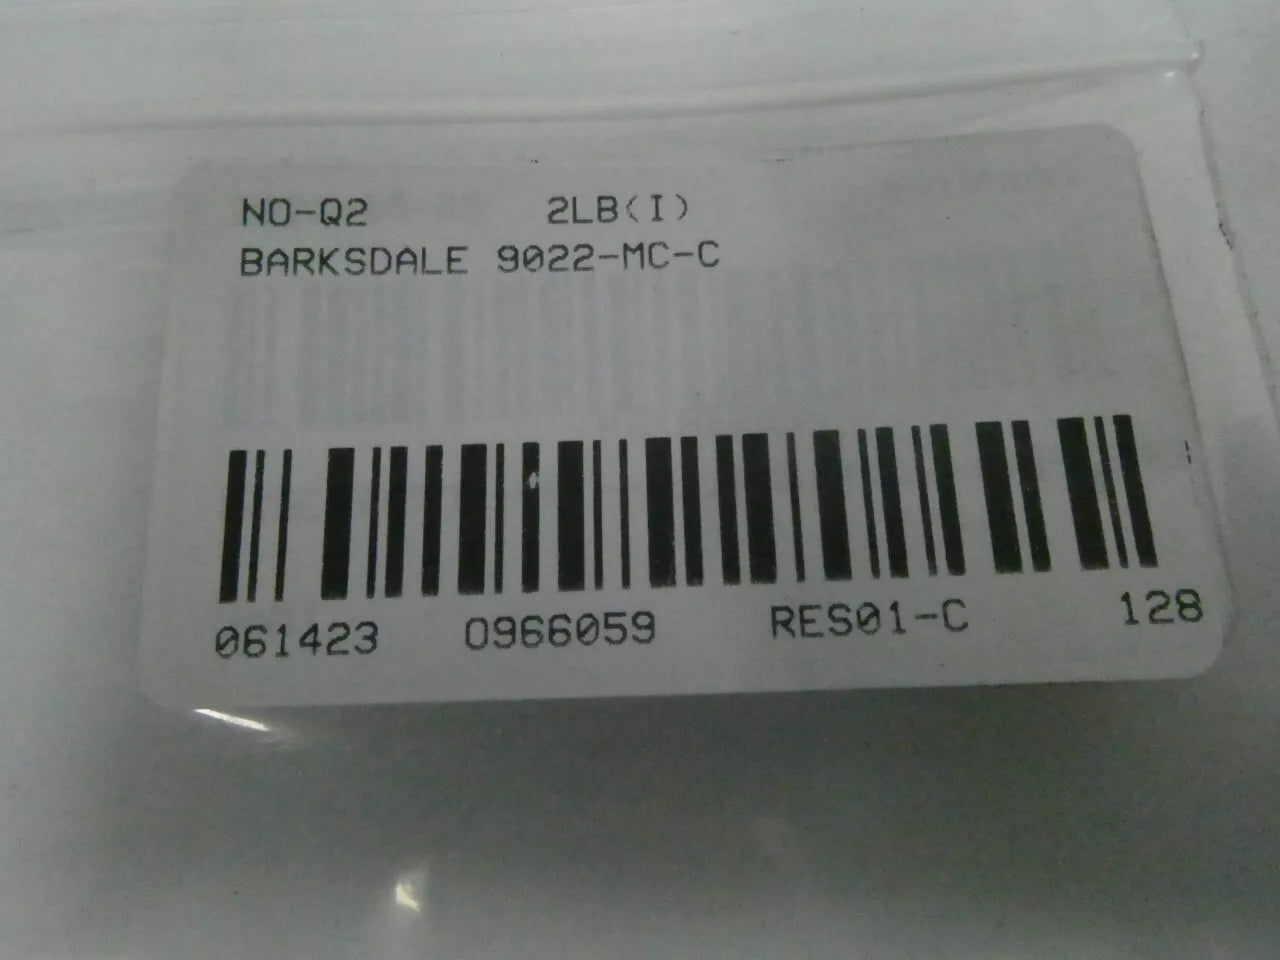 NO-Q2 2LB(I)
BARKSDALE 9022-MC-C
061423 0966059 RES01-C 128